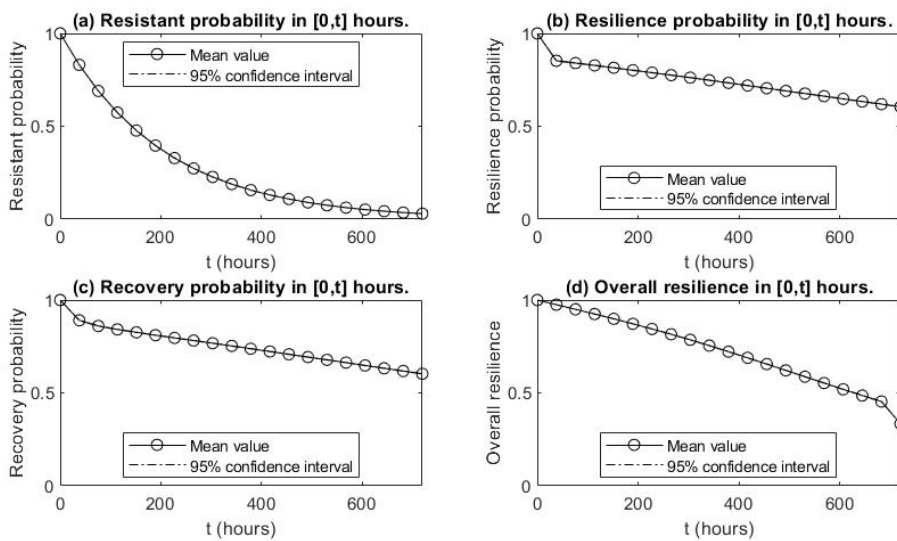 (a) Resistant probability in [0,t] hours.
Resistant probability
1
0.5
0
Mean value
95% confidence interval
0
200
400
600
t (hours)
(b) Resilience probability in [0,t] hours.
Resilience probability
1
0.5
0
Mean value
95% confidence interval
0
200
400
600
t (hours)
(c) Recovery probability in [0,t] hours.
Recovery probability
1
0.5
0
Mean value
95% confidence interval
0
200
400
600
t (hours)
(d) Overall resilience in [0,t] hours.
Overall resilience
1
0.5
0
Mean value
95% confidence interval
0
200
400
600
t (hours)